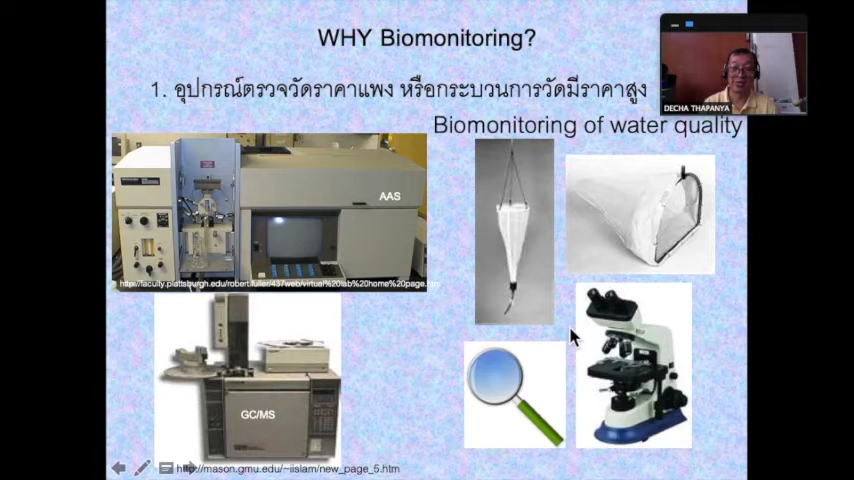 WHY Biomonitoring?
1. อุปกรณ์ตรวจวัดราคาแพง หรือกระบวนการวัดมีราคาสูง
DECHA THAPANYA
Biomonitoring of water quality
AAS
http://faculty.plattsburgh.edu/robert.fuller/437web/virtual%20lab%20home%20page.
GC/MS
http://mason.gmu.edu/~iislam/new_page_5.htm